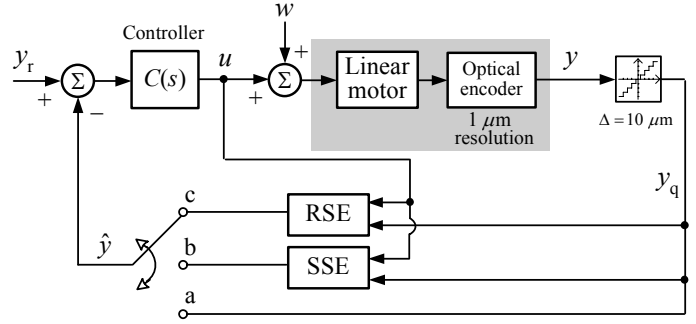 Controller
w
y_r
+
Σ
−
C(s)
u
+
+
Σ
Linear
motor
Optical
encoder
1 μm
resolution
y
Δ = 10 μm
y_q
c
RSE
ŷ
b
SSE
a